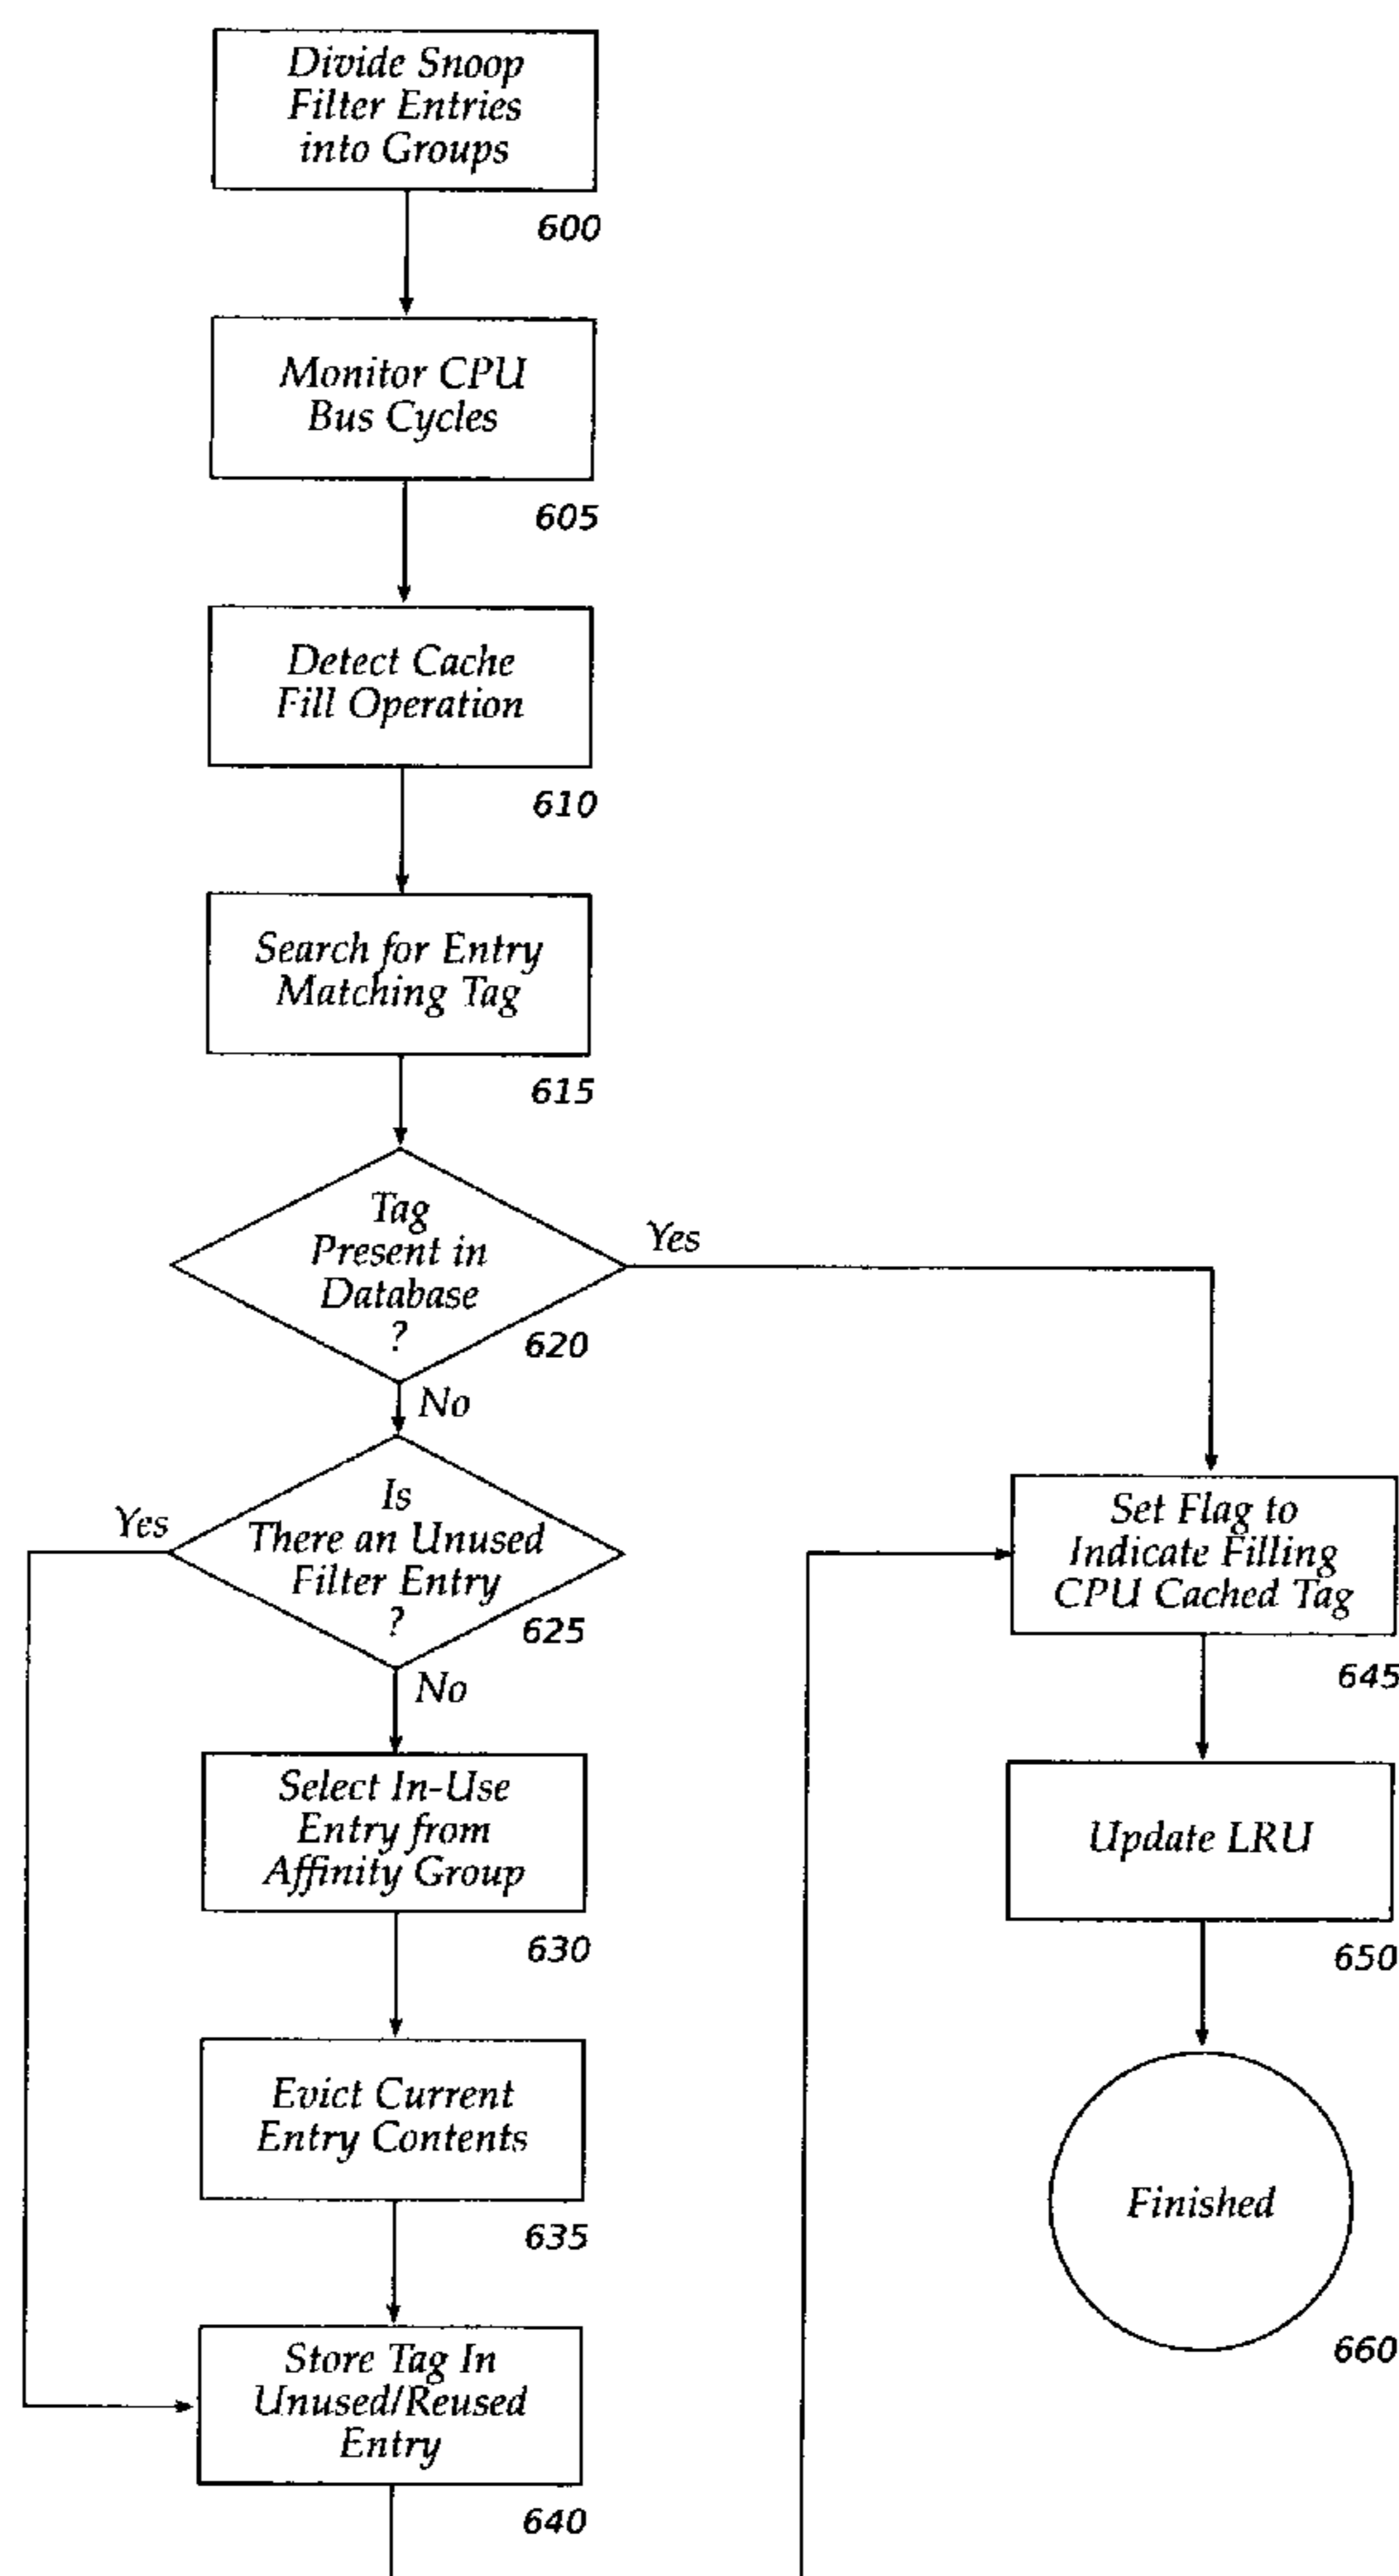 Divide Snoop
Filter Entries
into Groups
600
Monitor CPU
Bus Cycles
605
Detect Cache
Fill Operation
610
Search for Entry
Matching Tag
615
Tag
Present in
Database
?
620
Yes
No
Is
There an Unused
Filter Entry
?
625
Yes
No
Select In-Use
Entry from
Affinity Group
630
Evict Current
Entry Contents
635
Store Tag In
Unused/Reused
Entry
640
Set Flag to
Indicate Filling
CPU Cached Tag
645
Update LRU
650
Finished
660